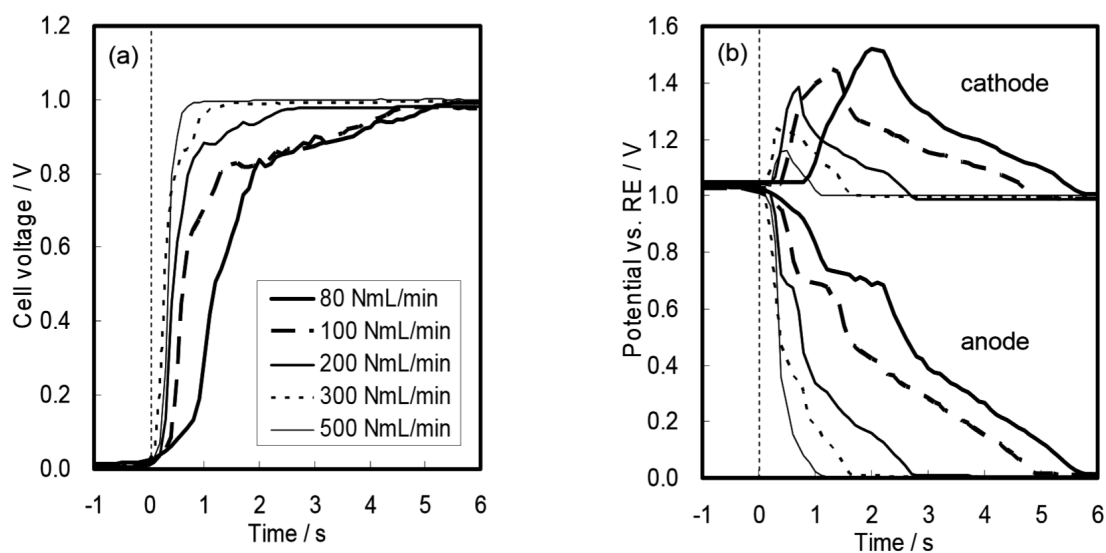 (a)
Cell voltage / V
1.2
1.0
0.8
0.6
0.4
0.2
0.0
80 NmL/min
100 NmL/min
200 NmL/min
300 NmL/min
500 NmL/min
-1 0 1 2 3 4 5 6
Time / s
(b)
Potential vs. RE / V
1.6
1.4
1.2
1.0
0.8
0.6
0.4
0.2
0.0
cathode
anode
-1 0 1 2 3 4 5 6
Time / s